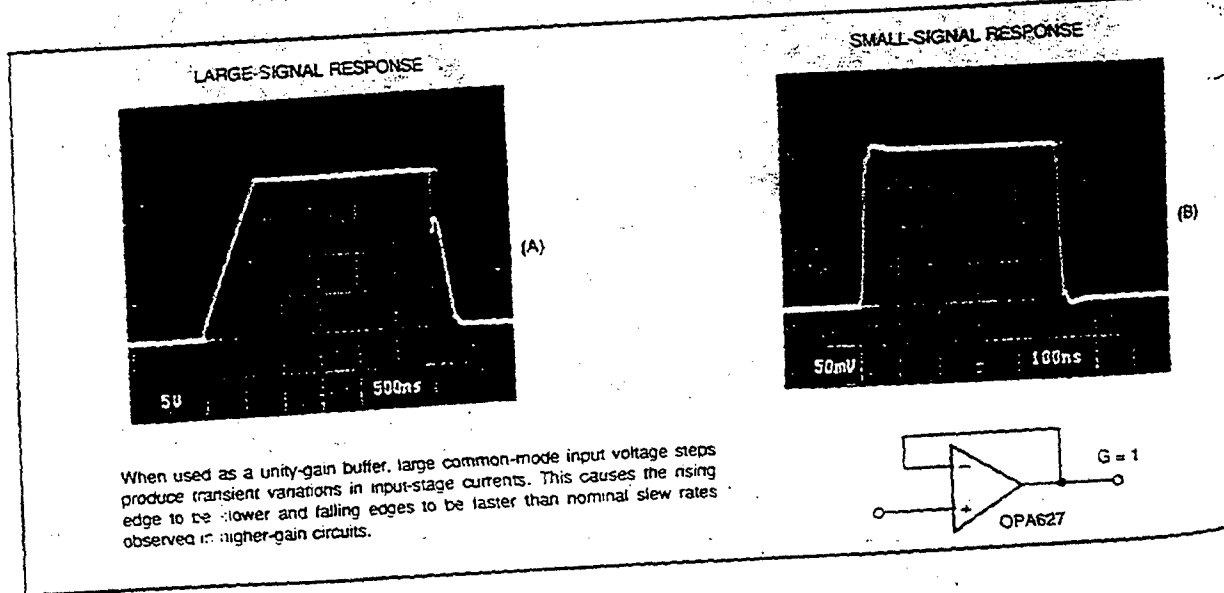 LARGE-SIGNAL RESPONSE
SMALL-SIGNAL RESPONSE
(A)
(B)
5V
500ns
50mV
100ns
When used as a unity-gain buffer, large common-mode input voltage steps
produce transient variations in input-stage currents. This causes the rising
edge to be slower and falling edges to be faster than nominal slew rates
observed in higher-gain circuits.
−
+
G = 1
OPA627